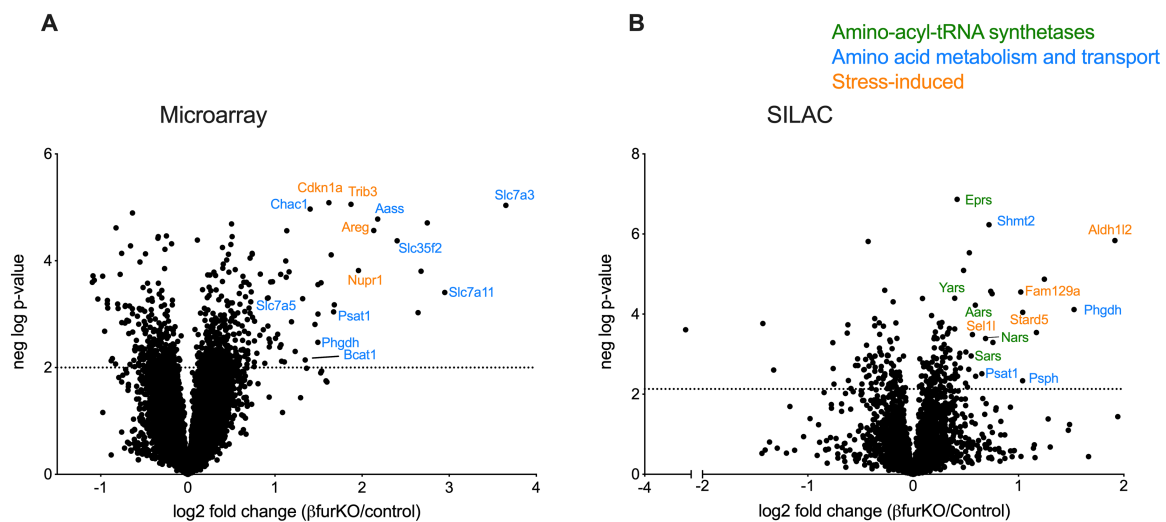 A
B
Amino-acyl-tRNA synthetases
Amino acid metabolism and transport
Stress-induced
Microarray
SILAC
6
4
2
0
neg log p-value
-1
0
1
2
3
4
log2 fold change (βfurKO/control)
Cdkn1a
Trib3
Slc7a3
Chac1
Aass
Areg
Slc35f2
Nupr1
Slc7a11
Slc7a5
Psat1
Phgdh
Bcat1
8
6
4
2
0
neg log p-value
-4
-2
-1
0
1
2
log2 fold change (βfurKO/Control)
Eprs
Shmt2
Aldh1l2
Yars
Fam129a
Aars
Stard5
Phgdh
Sel1l
Nars
Sars
Psat1
Psph